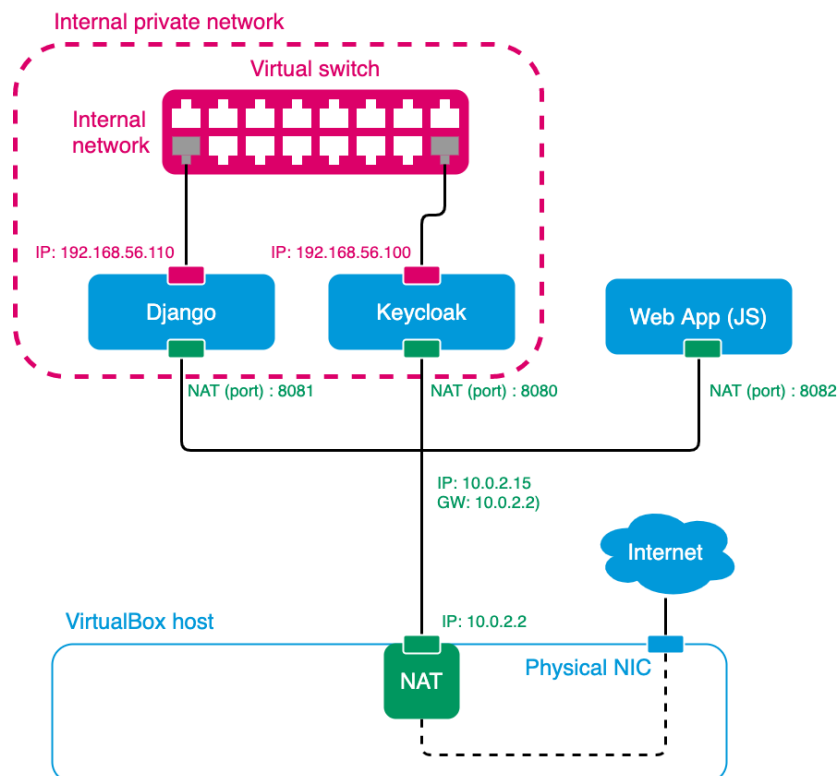 Internal private network
Virtual switch
Internal
network
IP: 192.168.56.110
IP: 192.168.56.100
Django
Keycloak
Web App (JS)
NAT (port) : 8081
NAT (port) : 8080
NAT (port) : 8082
IP: 10.0.2.15
GW: 10.0.2.2)
Internet
VirtualBox host
IP: 10.0.2.2
Physical NIC
NAT